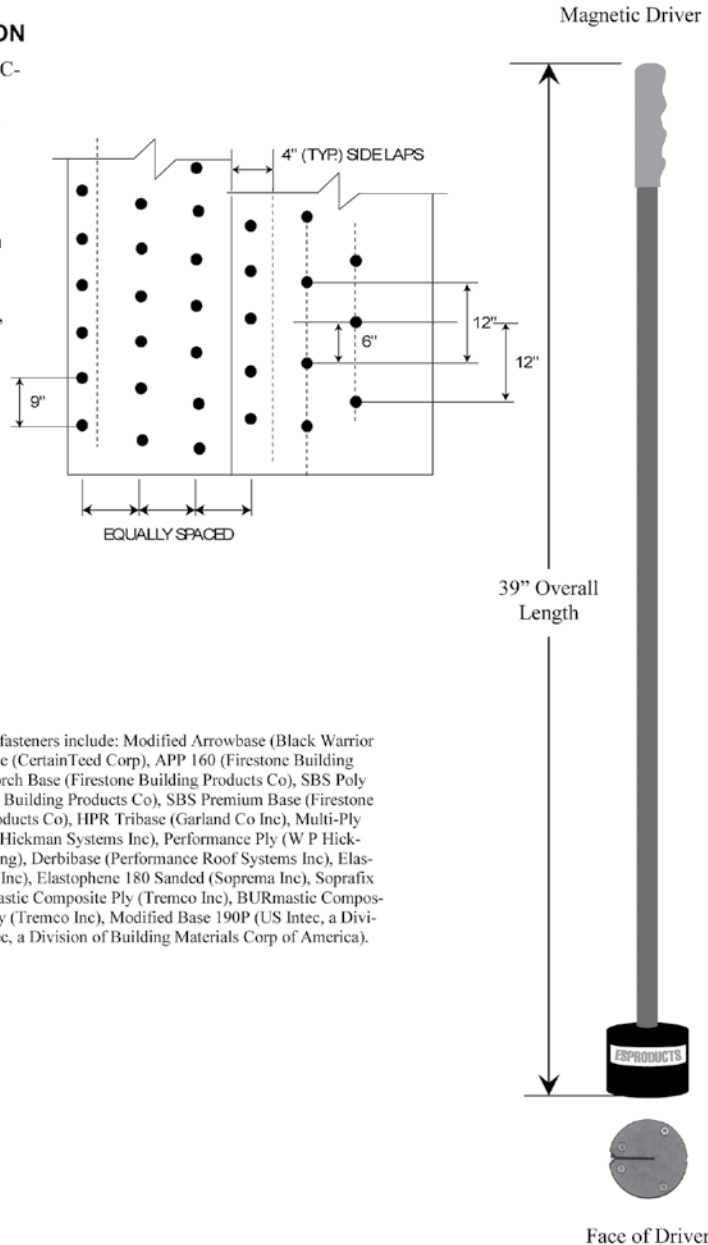 ON
C-
Magnetic Driver
4" (TYP.) SIDE LAPS
12"
6"
12"
9"
EQUALLY SPACED
39” Overall
Length
fasteners include: Modified Arrowbase (Black Warrior
e (CertainTeed Corp), APP 160 (Firestone Building
orch Base (Firestone Building Products Co), SBS Poly
Building Products Co), SBS Premium Base (Firestone
oducts Co), HPR Tribase (Garland Co Inc), Multi-Ply
Hickman Systems Inc), Performance Ply (W P Hick-
ng), Derbibase (Performance Roof Systems Inc), Elas-
Inc), Elastophene 180 Sanded (Soprema Inc), Soprafix
astic Composite Ply (Tremco Inc), BURmastic Compos-
y (Tremco Inc), Modified Base 190P (US Intec, a Divi-
ec, a Division of Building Materials Corp of America).
ESPRODUCTS
Face of Driver